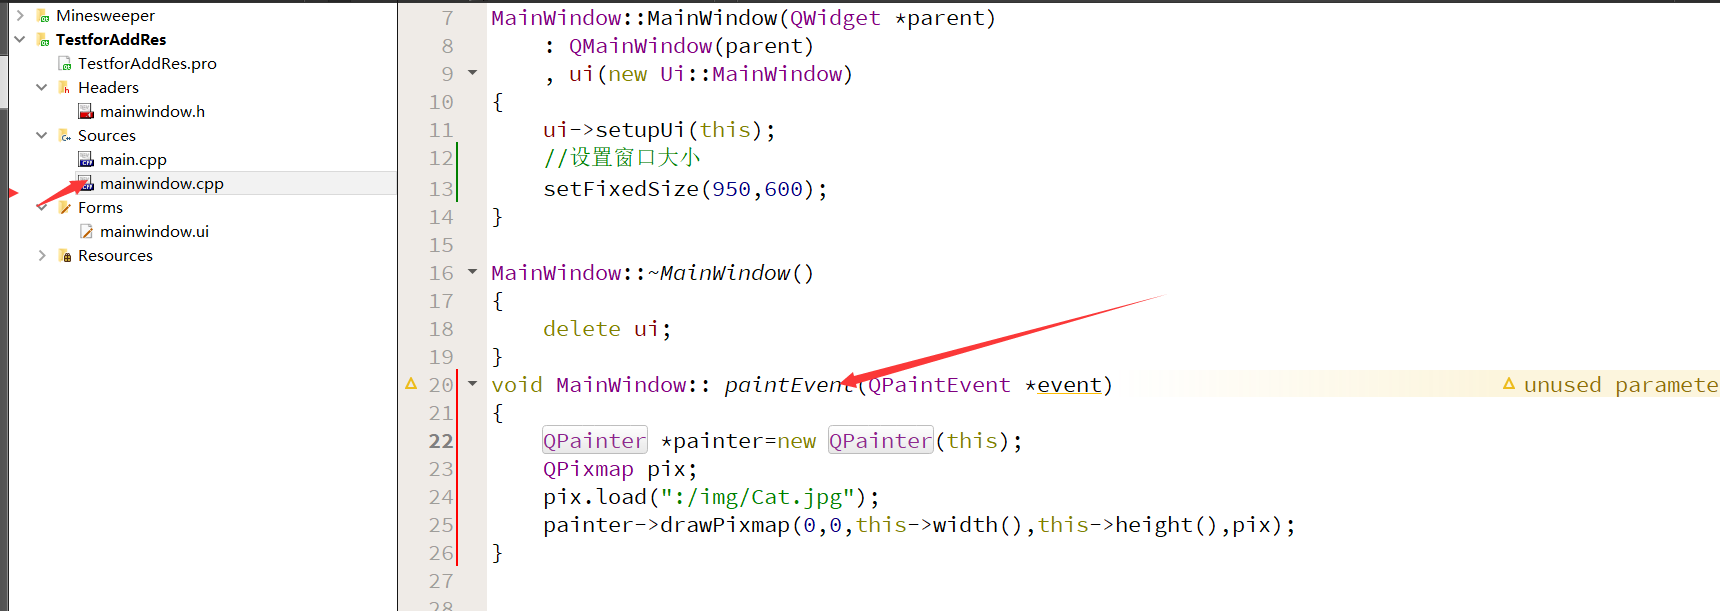 Minesweeper
TestforAddRes
TestforAddRes.pro
Headers
mainwindow.h
Sources
main.cpp
mainwindow.cpp
Forms
mainwindow.ui
Resources
7 MainWindow::MainWindow(QWidget *parent)
8 : QMainWindow(parent)
9 , ui(new Ui::MainWindow)
10 {
11 ui->setupUi(this);
12 //设置窗口大小
13 setFixedSize(950,600);
14 }
15
16 MainWindow::~MainWindow()
17 {
18 delete ui;
19 }
20 void MainWindow:: paintEvent(QPaintEvent *event) unused paramete
21 {
22 QPainter *painter=new QPainter(this);
23 QPixmap pix;
24 pix.load(":/img/Cat.jpg");
25 painter->drawPixmap(0,0,this->width(),this->height(),pix);
26 }
27
28